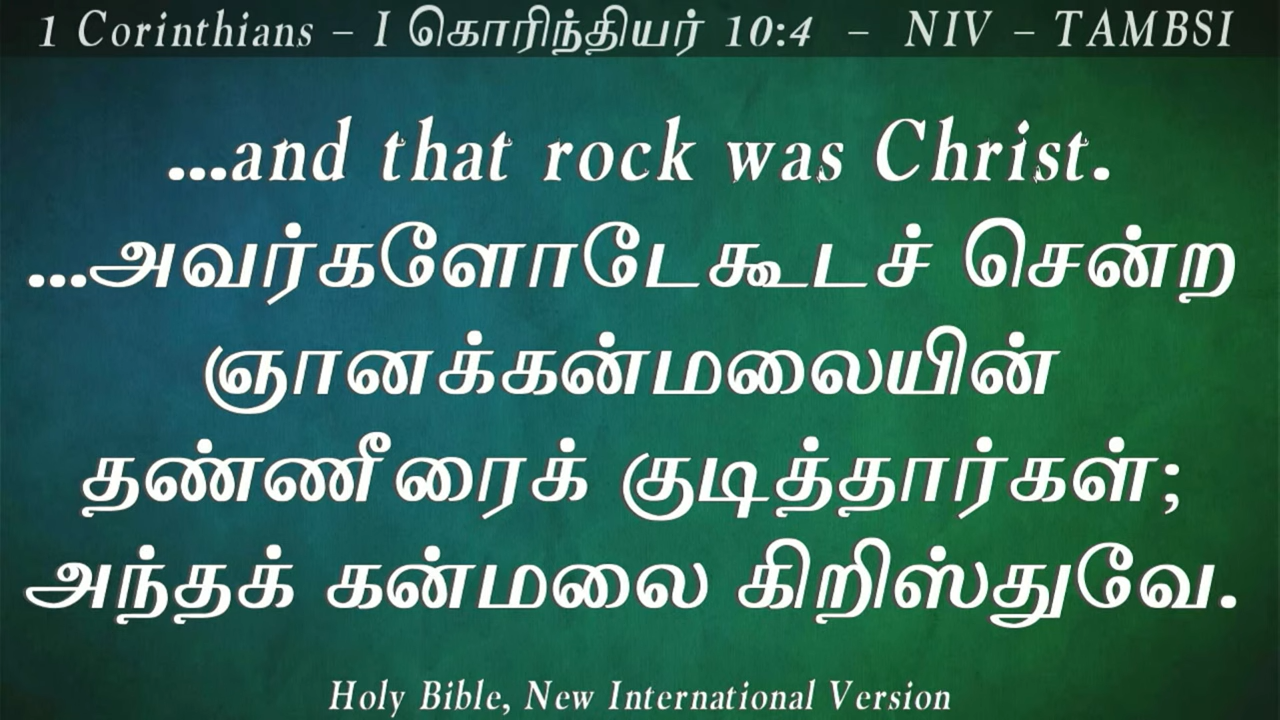 1 Corinthians – I கொரிந்தியர் 10:4 – NIV – TAMBSI
...and that rock was Christ.
...அவர்களோடேகூடச் சென்ற
ஞானக்கன்மலையின்
தண்ணீரைக் குடித்தார்கள்;
அந்தக் கன்மலை கிறிஸ்துவே.
Holy Bible, New International Version